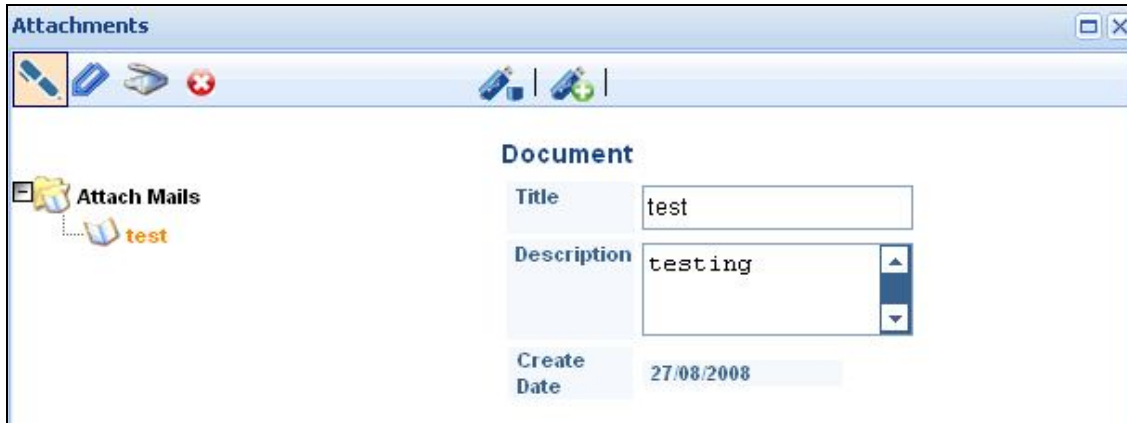 Attachments
Attach Mails
test
Document
Title
test
Description
testing
Create
Date
27/08/2008